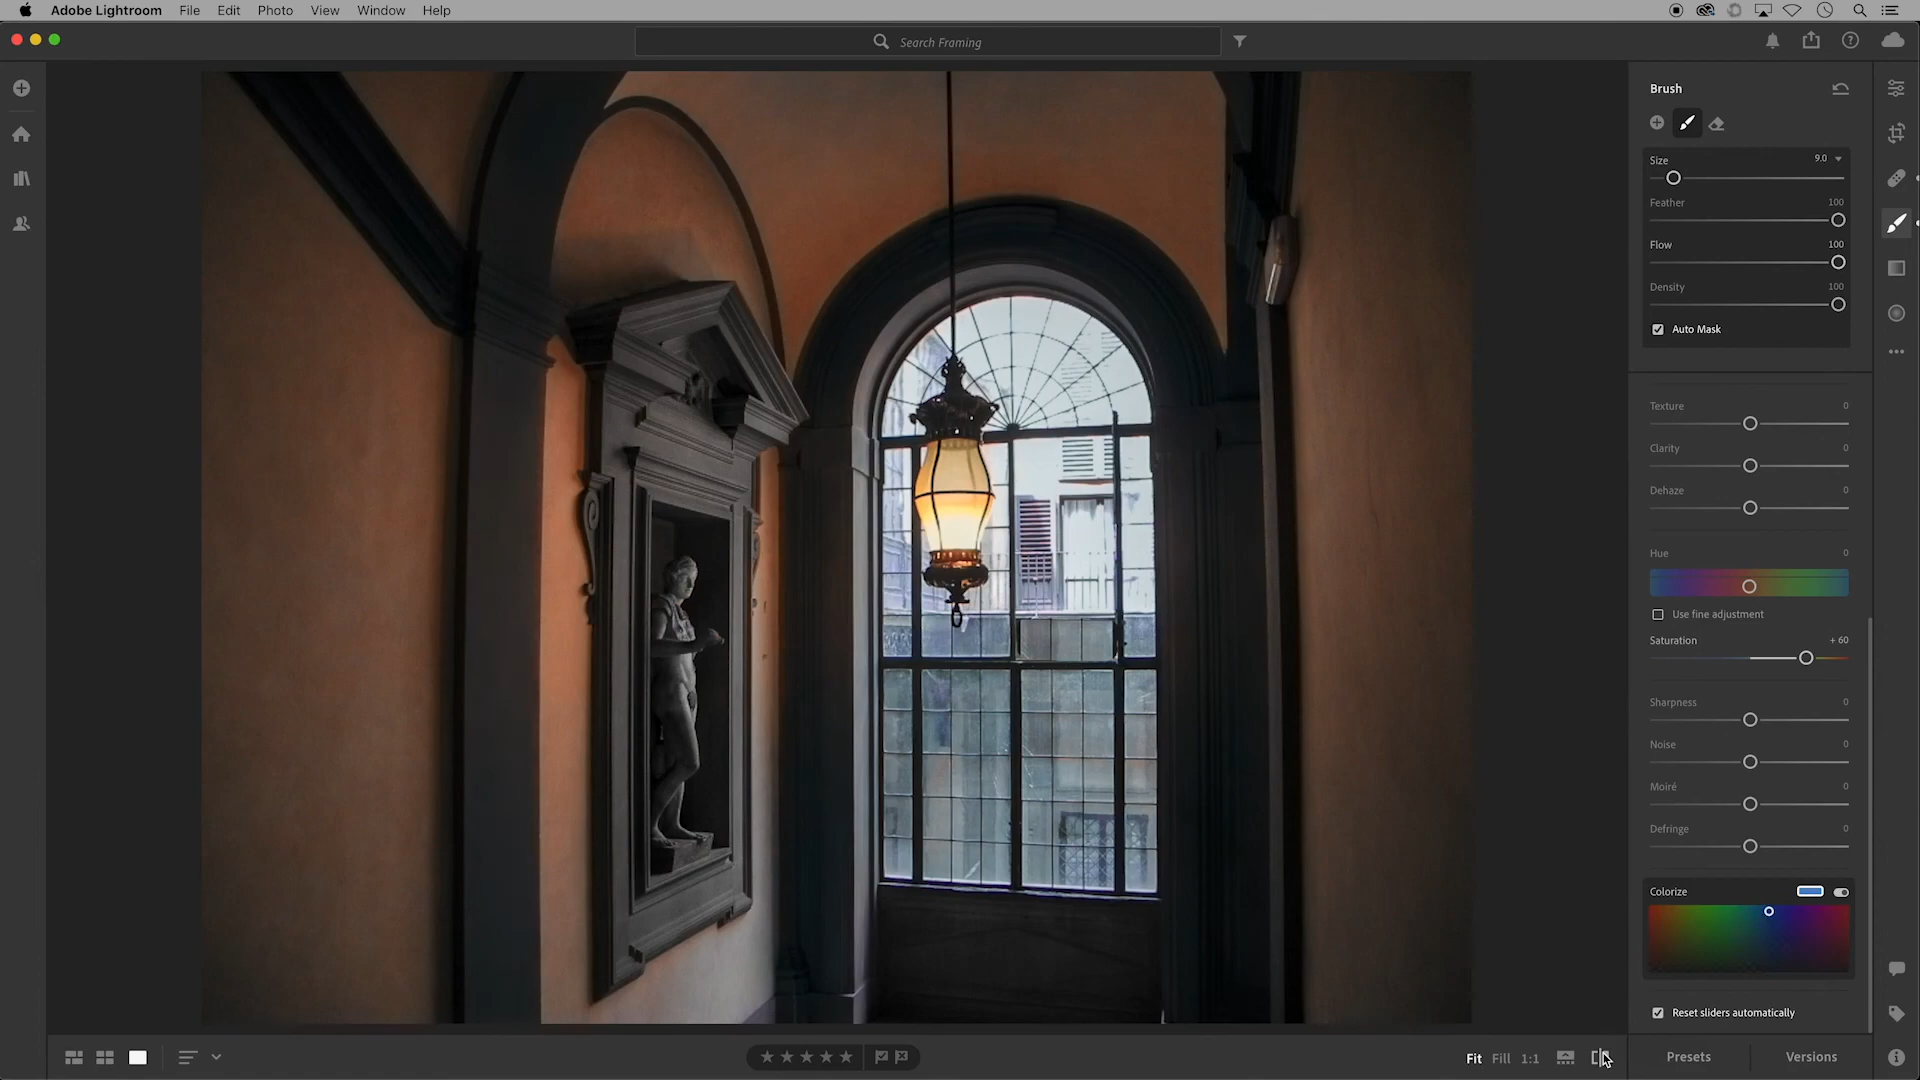 Adobe Lightroom File Edit Photo View Window Help
Search Framing
Brush
Size 9.0
Feather 100
Flow 100
Density 100
Auto Mask
Texture 0
Clarity 0
Dehaze 0
Hue 0
Use fine adjustment
Saturation + 60
Sharpness 0
Noise 0
Moiré 0
Defringe 0
Colorize
Reset sliders automatically
Fit Fill 1:1
Presets Versions